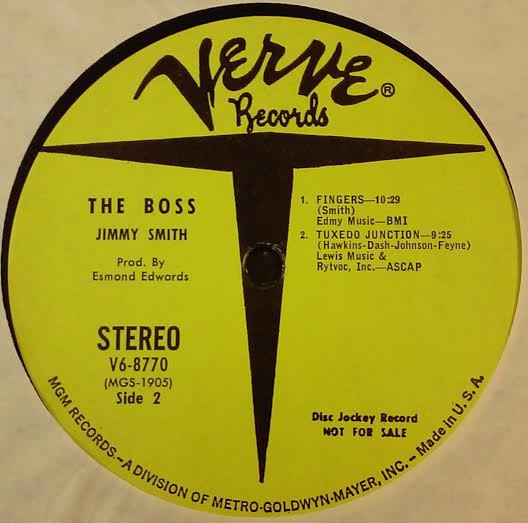 VERVE®
Records
THE BOSS
JIMMY SMITH
Prod. By
Esmond Edwards
STEREO
V6-8770
(MGS-1905)
Side 2
1. FINGERS—10:29
(Smith)
Edmy Music—BMI
2. TUXEDO JUNCTION—9:25
(Hawkins-Dash-Johnson-Feyne)
Lewis Music &
Rytvoc, Inc.—ASCAP
Disc Jockey Record
NOT FOR SALE
MGM RECORDS.–A DIVISION OF METRO-GOLDWYN-MAYER, INC. – Made in U. S. A.